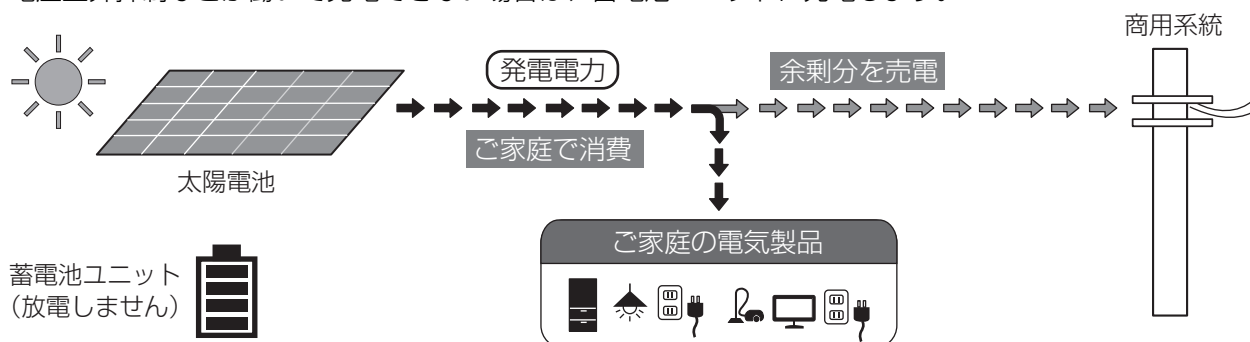 商用系統
発電電力
余剰分を売電
ご家庭で消費
太陽電池
ご家庭の電気製品
蓄電池ユニット
（放電しません）